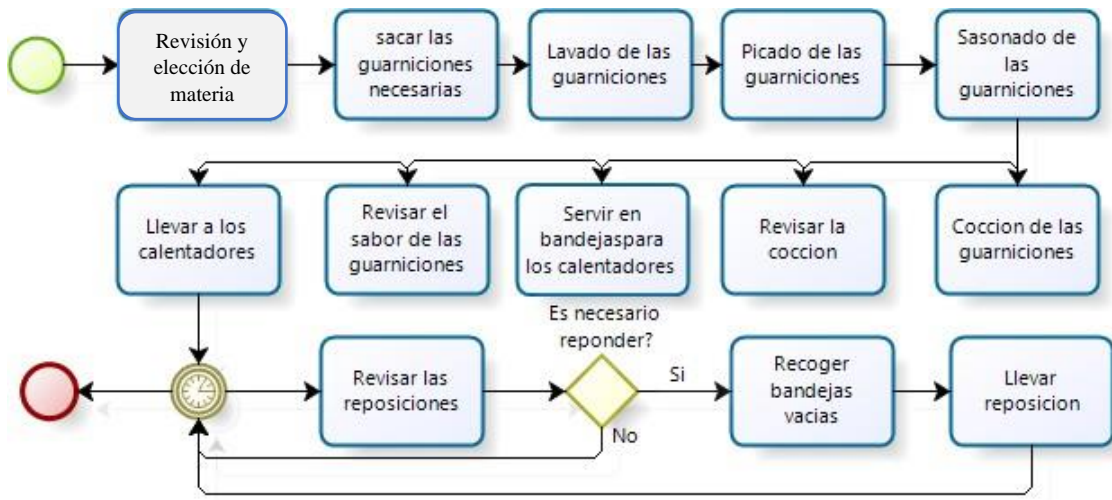 Revisión y
elección de
materia
sacar las
guarniciones
necesarias
Lavado de las
guarniciones
Picado de las
guarniciones
Sasonado de
las
guarniciones
Llevar a los
calentadores
Revisar el
sabor de las
guarniciones
Servir en
bandejaspara
los calentadores
Revisar la
coccion
Coccion de las
guarniciones
Es necesario
reponder?
Revisar las
reposiciones
Si
No
Recoger
bandejas
vacias
Llevar
reposicion